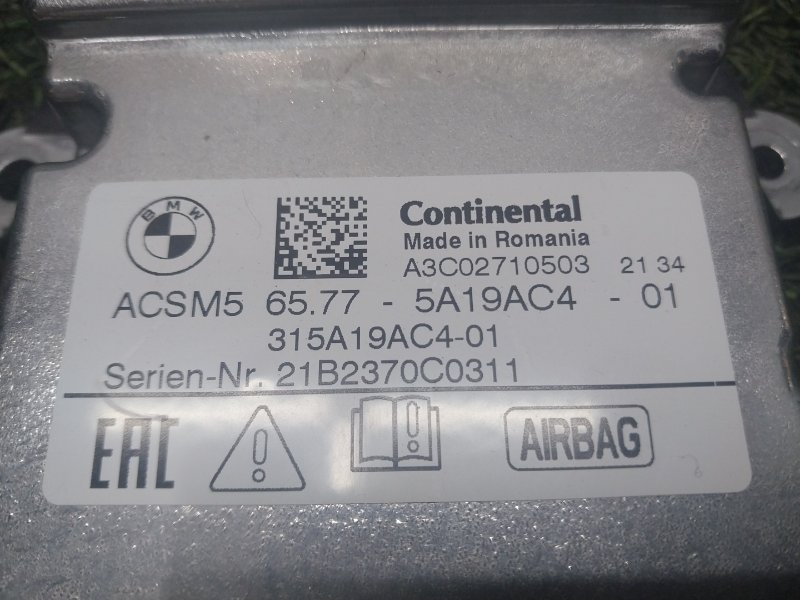 BMW
Continental
Made in Romania
A3C02710503 21 34
ACSM5 65.77 - 5A19AC4 - 01
315A19AC4-01
Serien-Nr. 21B2370C0311
EAC
AIRBAG